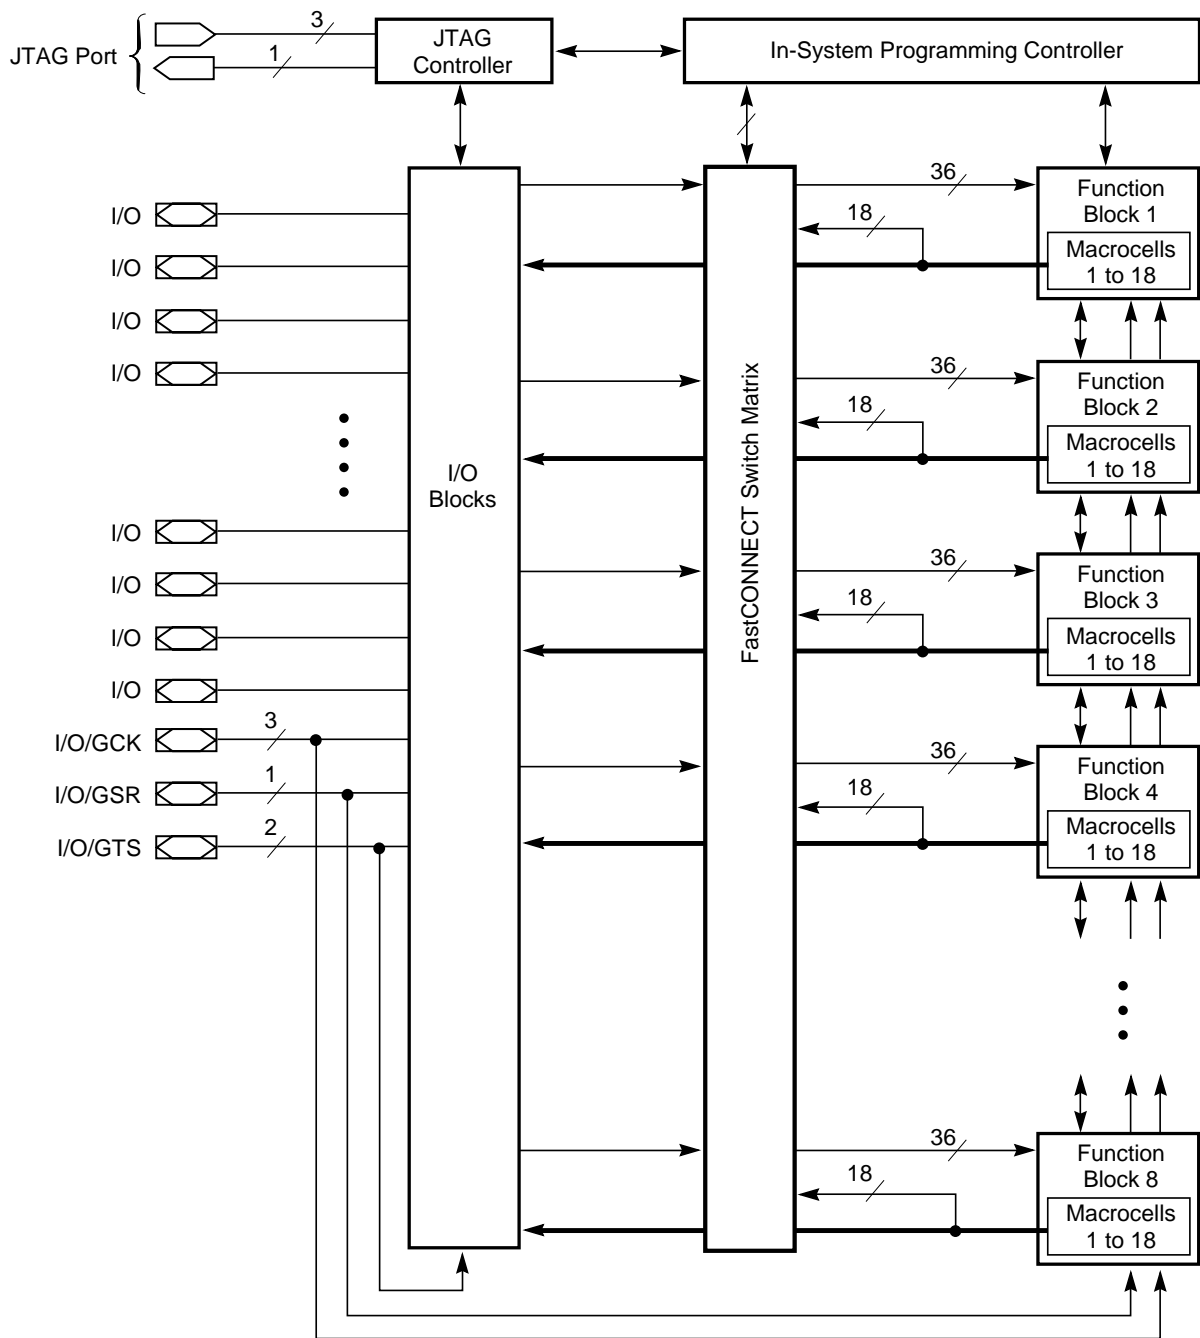 JTAG Port
3
1
JTAG
Controller
In-System Programming Controller
I/O
I/O
I/O
I/O
I/O
I/O
I/O
I/O
I/O/GCK
3
I/O/GSR
1
I/O/GTS
2
I/O
Blocks
FastCONNECT Switch Matrix
36
18
Function
Block 1
Macrocells
1 to 18
36
18
Function
Block 2
Macrocells
1 to 18
36
18
Function
Block 3
Macrocells
1 to 18
36
18
Function
Block 4
Macrocells
1 to 18
36
18
Function
Block 8
Macrocells
1 to 18